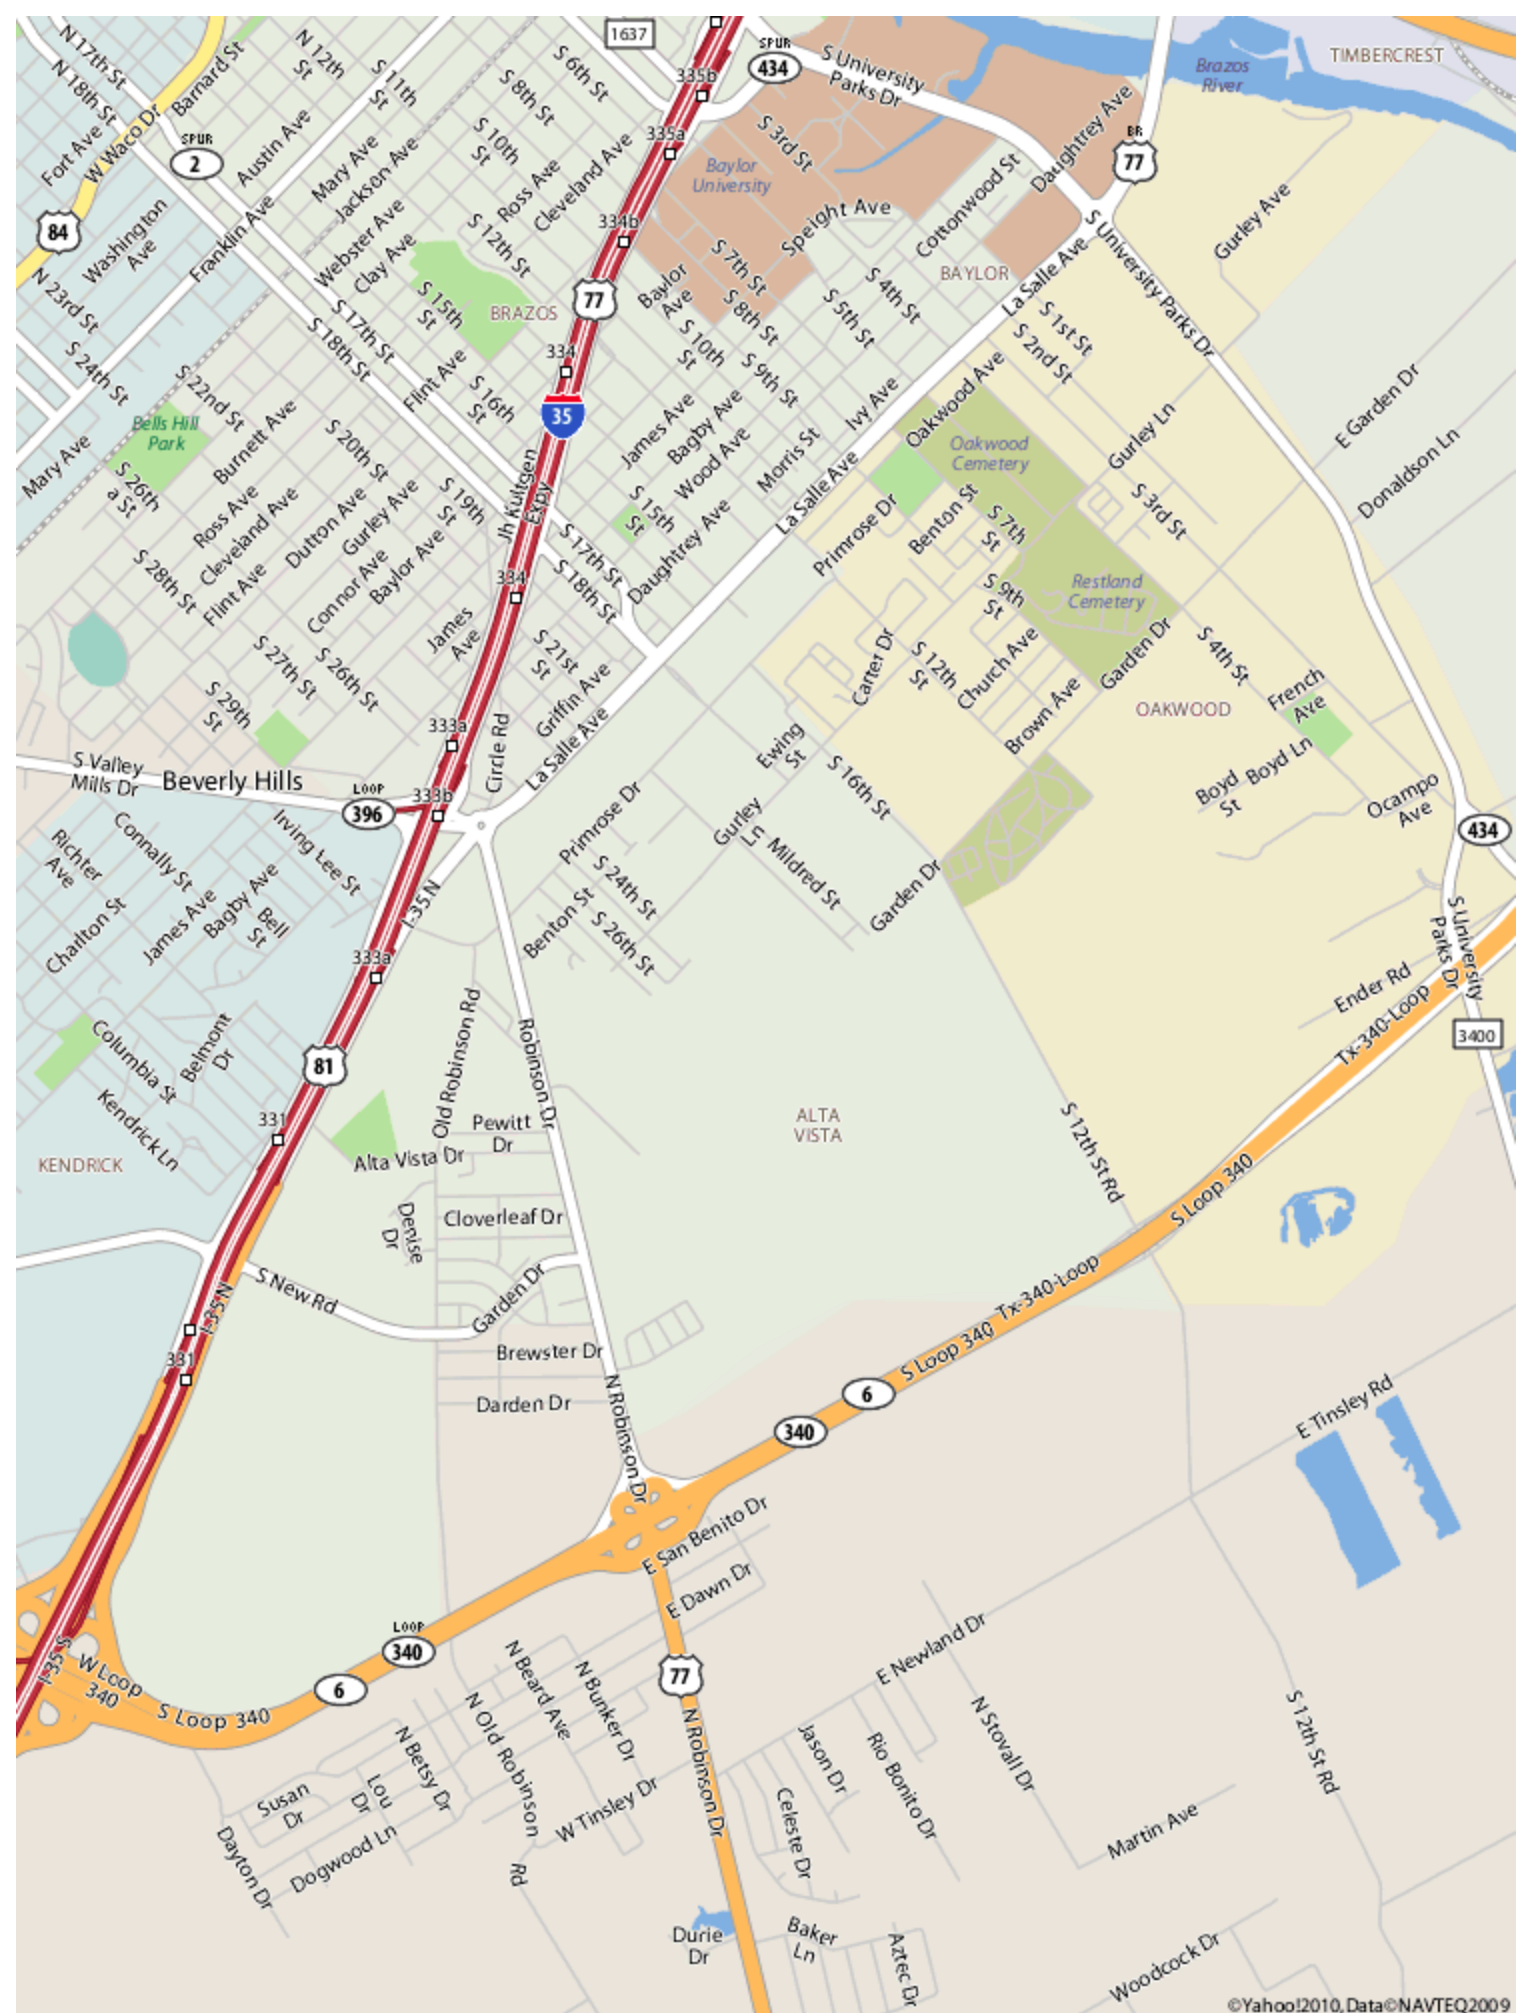 1637
SPUR
434
S University
Parks Dr
TIMBERCREST
Brazos
River
N 17th St
N 18th St
Barnard St
N 12th
St
S 11th
St
S 8th St
S 6th St
335b
335a
Fort Ave
W Waco Dr
SPUR
2
Austin Ave
Mary Ave
Jackson Ave
S 10th
St
Ross Ave
Cleveland Ave
S 3rd St
Baylor
University
Daughtrey Ave
BR
77
Cottonwood St
84
Washington
Ave
Franklin Ave
Webster Ave
Clay Ave
S 12th St
334b
77
Speight Ave
S 7th St
Baylor
Ave
S 8th St
S 4th St
S 5th St
BAYLOR
La Salle Ave
S University Parks Dr
Gurley Ave
N 23rd St
S 24th St
S 15th
St
BRAZOS
S 17th St
S 18th St
334
35
S 10th
St
S 9th St
S 1st St
S 2nd St
S 22nd St
Flint Ave
S 16th
St
Ivy Ave
Oakwood Ave
E Garden Dr
Bells Hill
Park
Burnett Ave
S 20th St
James Ave
Bagby Ave
Wood Ave
Morris St
Oakwood
Cemetery
Gurley Ln
Donaldson Ln
Mary Ave
S 26th
a St
Ross Ave
Cleveland Ave
Dutton Ave
Gurley Ave
S 19th
St
Jh Kultgen
Expy
S 15th
St
La Salle Ave
Primrose Dr
Benton St
S 7th
St
S 3rd St
S 28th St
Flint Ave
Connor Ave
Baylor Ave
334
S 17th St
S 18th St
Daughtrey Ave
S 9th
St
Restland
Cemetery
S 27th St
S 26th St
James
Ave
S 21st
St
Griffin Ave
Carter Dr
S 12th
St
Church Ave
Brown Ave
Garden Dr
S 4th St
French
Ave
OAKWOOD
S 29th
St
333a
Circle Rd
La Salle Ave
Ewing
St
S 16th St
Boyd
St
Boyd Ln
Ocampo
Ave
S Valley
Mills Dr
Beverly Hills
LOOP
396
333b
434
Richter
Ave
Connally St
Irving Lee St
Primrose Dr
Gurley
Ln
Mildred St
Garden Dr
Charlton St
James Ave
Bagby Ave
Bell
St
I-35 N
S 24th St
Benton St
S 26th St
S University
Parks Dr
333a
Ender Rd
Tx-340-Loop
3400
Columbia St
Belmont
Dr
Old Robinson Rd
Robinson Dr
81
Kendrick Ln
331
KENDRICK
Pewitt
Dr
Alta Vista Dr
ALTA
VISTA
S 12th St Rd
S Loop 340
Denise
Dr
Cloverleaf Dr
S New Rd
Garden Dr
I-35 N
Tx-340-Loop
S Loop 340
331
Brewster Dr
Darden Dr
N Robinson Dr
6
340
E Tinsley Rd
E San Benito Dr
E Dawn Dr
LOOP
340
6
77
I-35 S
W Loop
340
S Loop 340
N Beard Ave
N Bunker Dr
N Old Robinson
Rd
E Newland Dr
N Stovall Dr
S 12th St Rd
N Betsy Dr
N Robinson Dr
Jason Dr
Rio Bonito Dr
Susan
Dr
Lou
Dr
W Tinsley Dr
Celeste Dr
Martin Ave
Dayton Dr
Dogwood Ln
Durie
Dr
Baker
Ln
Aztec Dr
Woodcock Dr
©Yahoo!2010,Data©NAVTEQ2009